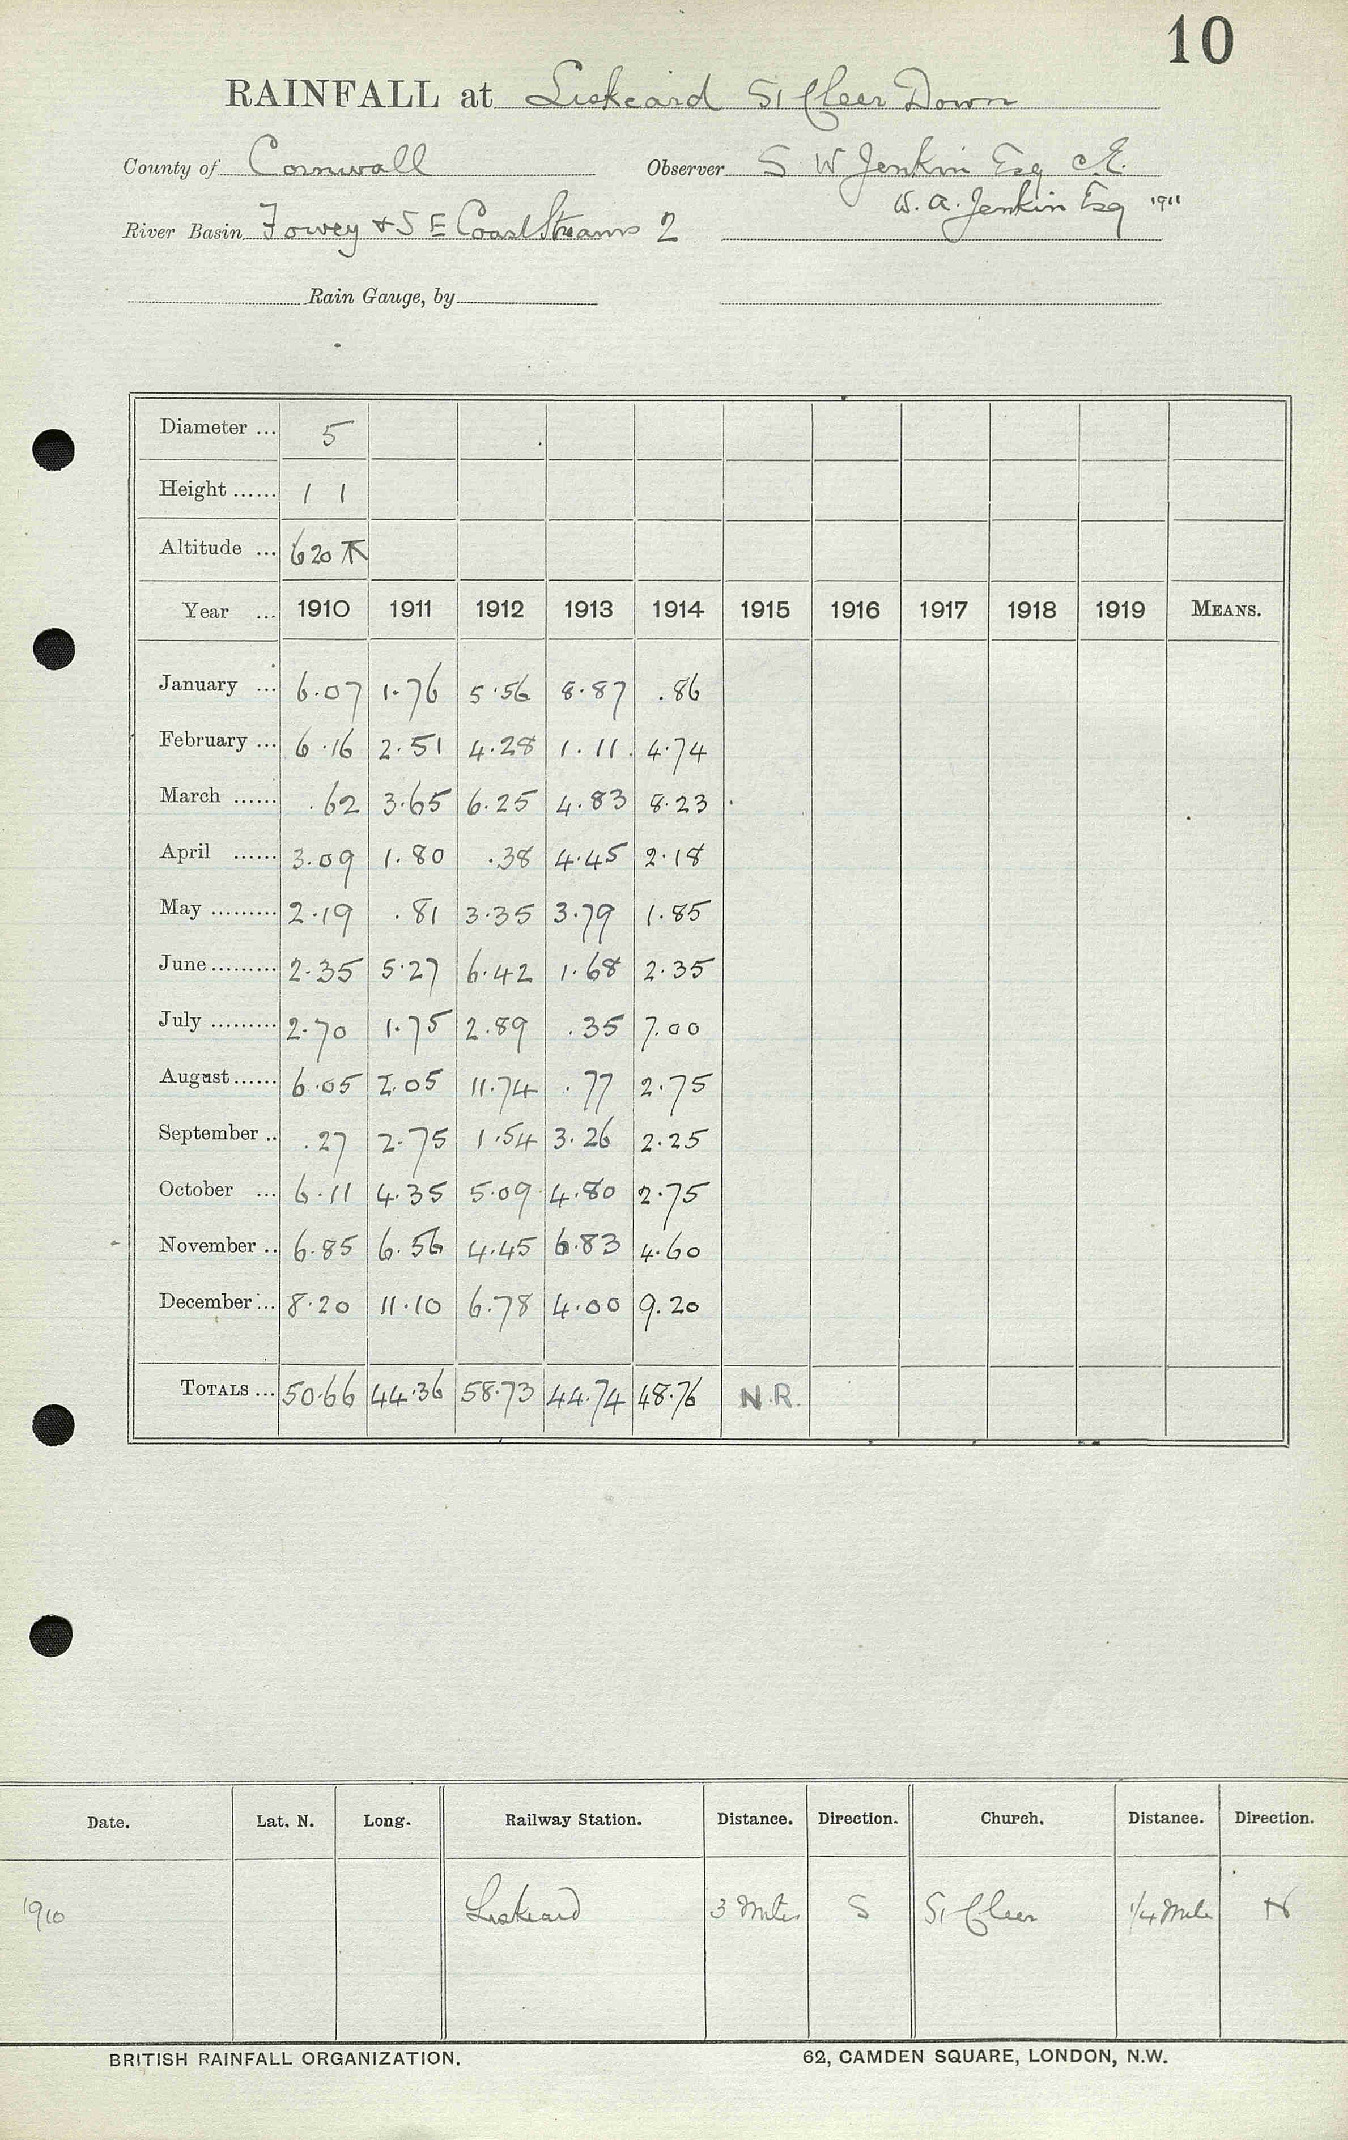 10
RAINFALL at Liskeard St Cleer Down
County of Cornwall Observer S W Jenkin Esq C.E.
W. A. Jenkin Esq 1911
River Basin Fowey & S E Coast Streams 2
Rain Gauge, by
Diameter ... 5
Height ...... 1 1
Altitude ... 620
Year ... 1910 1911 1912 1913 1914 1915 1916 1917 1918 1919 MEANS.
January ... 6.07 1.76 5.56 8.87 .86
February ... 6.16 2.51 4.28 1.11 4.74
March ...... .62 3.65 6.25 4.83 8.23
April ...... 3.09 1.80 .38 4.45 2.18
May ......... 2.19 .81 3.35 3.79 1.85
June ......... 2.35 5.27 6.42 1.68 2.35
July ......... 2.70 1.75 2.89 .35 7.00
August ...... 6.05 2.05 11.74 .77 2.75
September .. .27 2.75 1.54 3.26 2.25
October ... 6.11 4.35 5.09 4.80 2.75
November .. 6.85 6.56 4.45 6.83 4.60
December ... 8.20 11.10 6.78 4.00 9.20
TOTALS ... 50.66 44.36 58.73 44.74 48.76 N.R.
Date. Lat. N. Long. Railway Station. Distance. Direction. Church. Distance. Direction.
1910 Liskeard 3 Miles S St Cleer 1/4 Mile N
BRITISH RAINFALL ORGANIZATION. 62, CAMDEN SQUARE, LONDON, N.W.